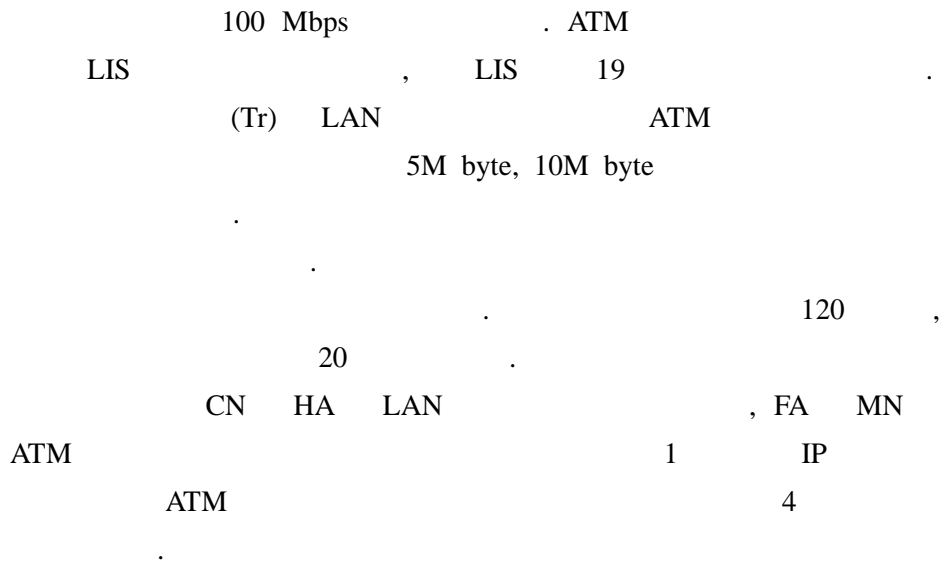 100 Mbps . ATM
LIS , LIS 19 .
(Tr) LAN ATM
5M byte, 10M byte
.
.
. 120 ,
20 .
CN HA LAN , FA MN
ATM 1 IP
ATM 4
.